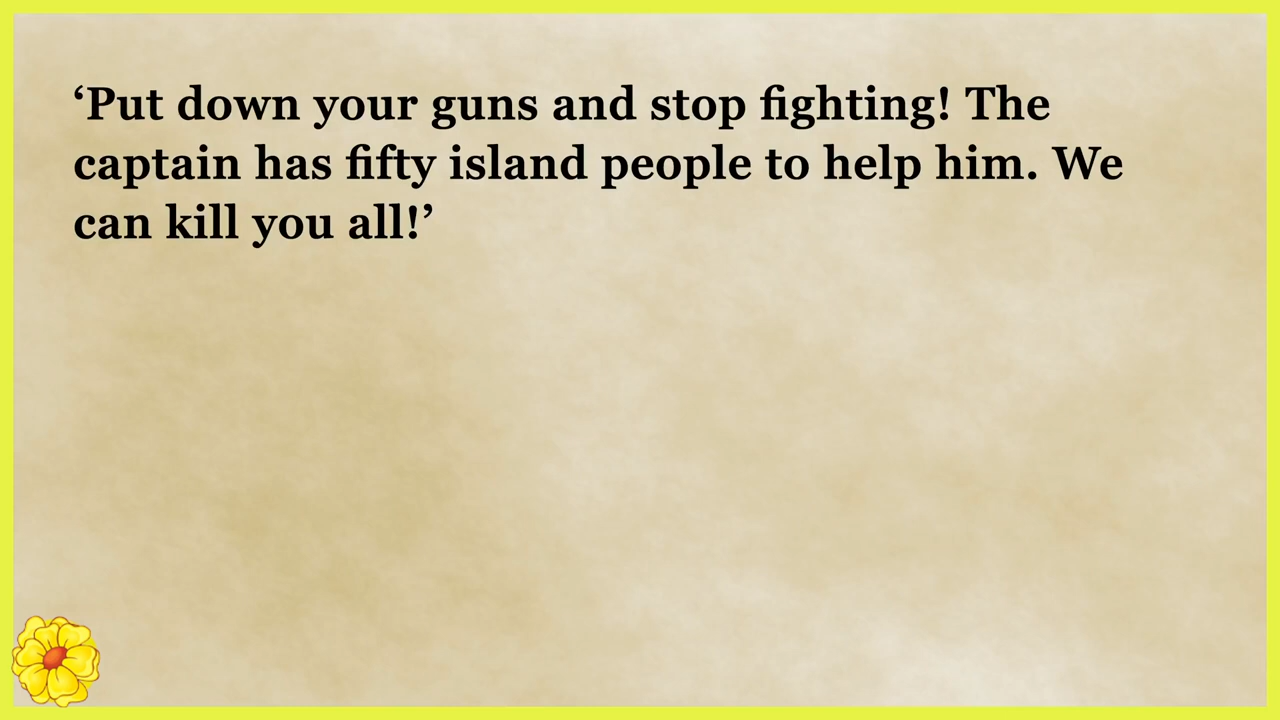 ‘Put down your guns and stop fighting! The
captain has fifty island people to help him. We
can kill you all!’